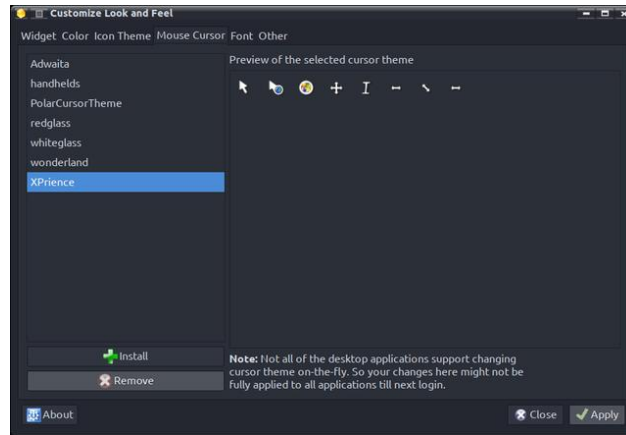 Customize Look and Feel
Widget Color Icon Theme Mouse Cursor Font Other
Adwaita
handhelds
PolarCursorTheme
redglass
whiteglass
wonderland
XPrience
Install
Remove
Preview of the selected cursor theme
Note: Not all of the desktop applications support changing
cursor theme on-the-fly. So your changes here might not be
fully applied to all applications till next login.
About
Close
Apply